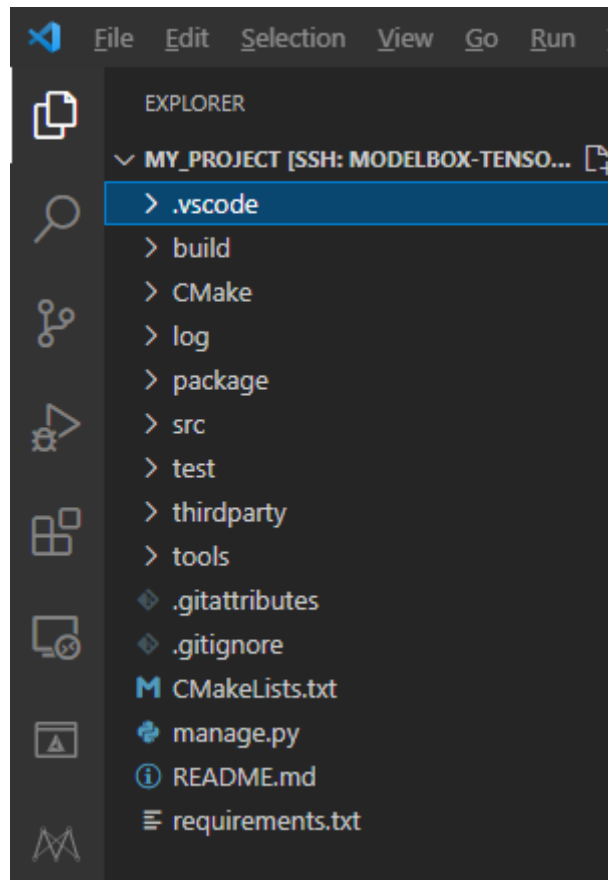 File Edit Selection View Go Run
EXPLORER
MY_PROJECT [SSH: MODELBOX-TENSO...
.vscode
build
CMake
log
package
src
test
thirdparty
tools
.gitattributes
.gitignore
CMakeLists.txt
manage.py
README.md
requirements.txt